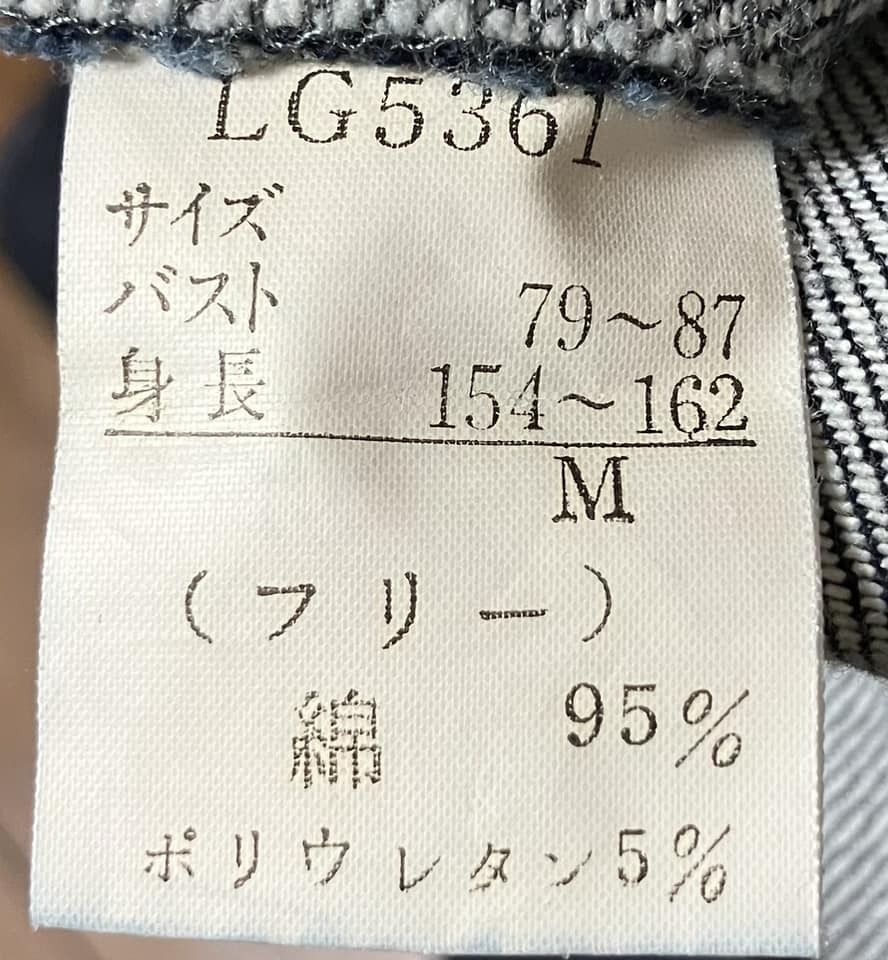 LG5361
サイズ
バスト 79～87
身長 154～162
M
(フリー)
綿 95%
ポリウレタン5%